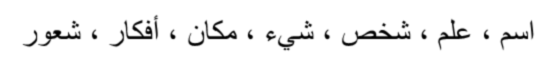 اسم ، علم ، شخص ، شيء ، مكان ، أفكار ، شعور